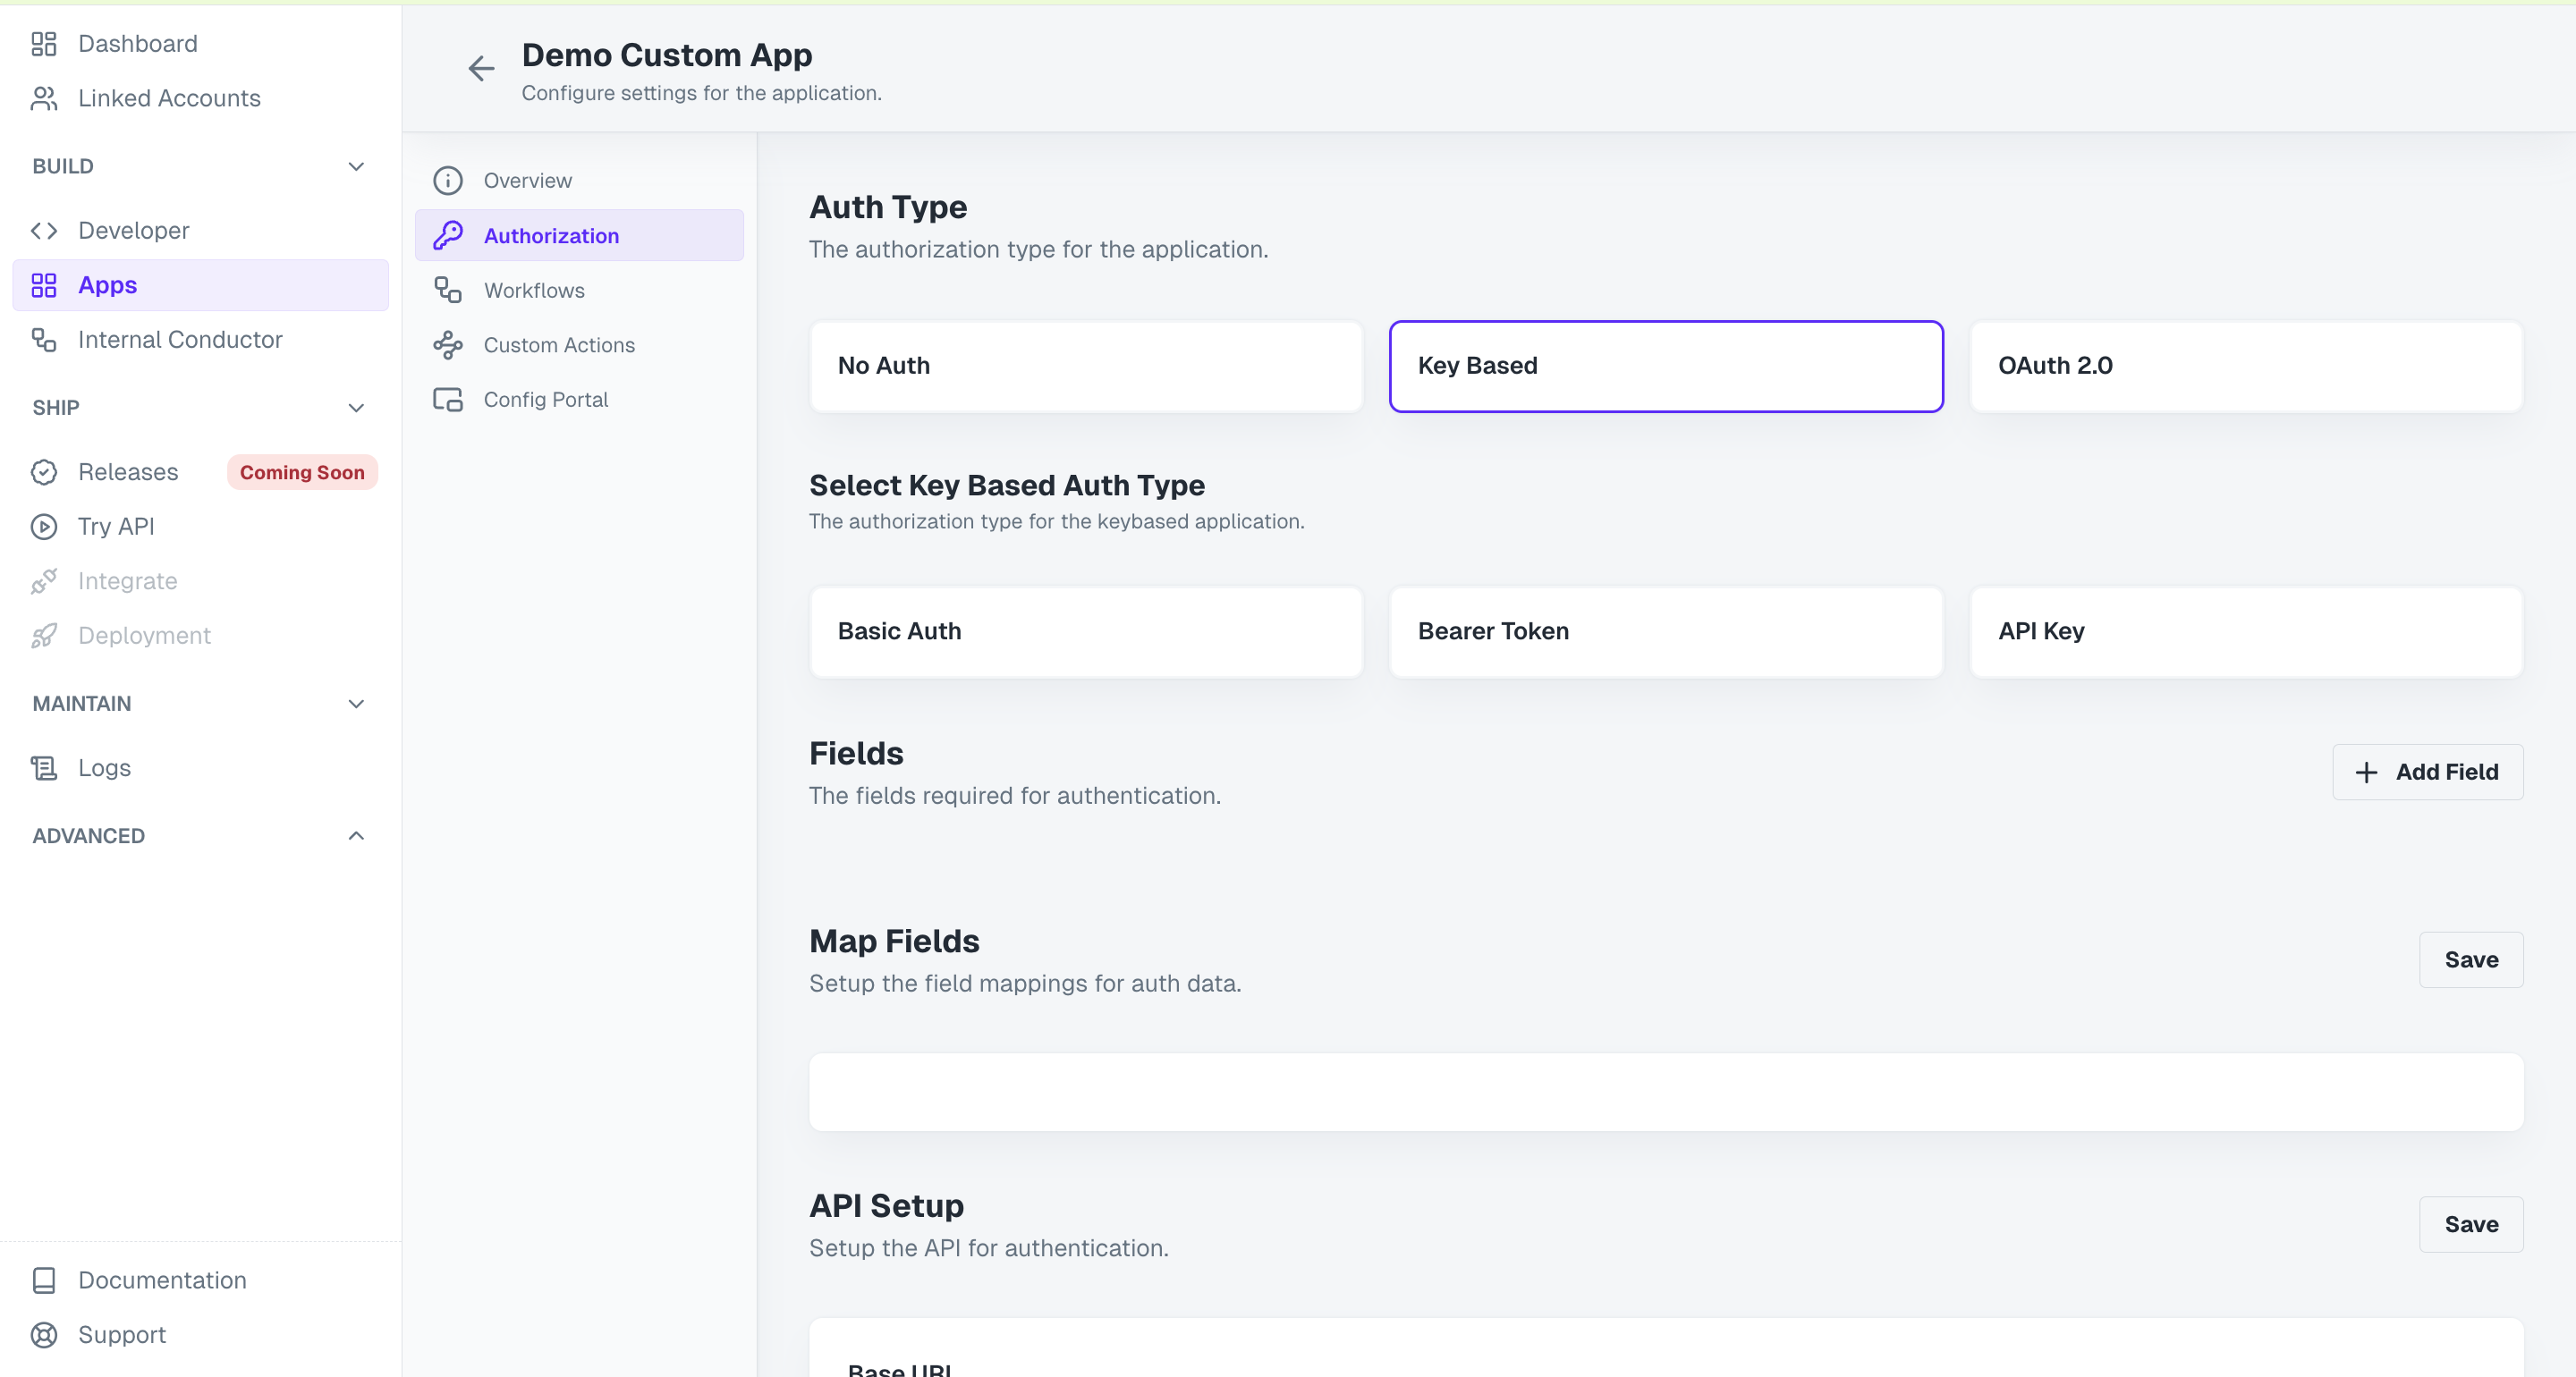 Dashboard
Linked Accounts
BUILD
Developer
Apps
Internal Conductor
SHIP
Releases
Coming Soon
Try API
Integrate
Deployment
MAINTAIN
Logs
ADVANCED
Documentation
Support
Demo Custom App
Configure settings for the application.
Overview
Authorization
Workflows
Custom Actions
Config Portal
Auth Type
The authorization type for the application.
No Auth
Key Based
OAuth 2.0
Select Key Based Auth Type
The authorization type for the keybased application.
Basic Auth
Bearer Token
API Key
Fields
The fields required for authentication.
Add Field
Map Fields
Setup the field mappings for auth data.
Save
API Setup
Setup the API for authentication.
Save
Base URL